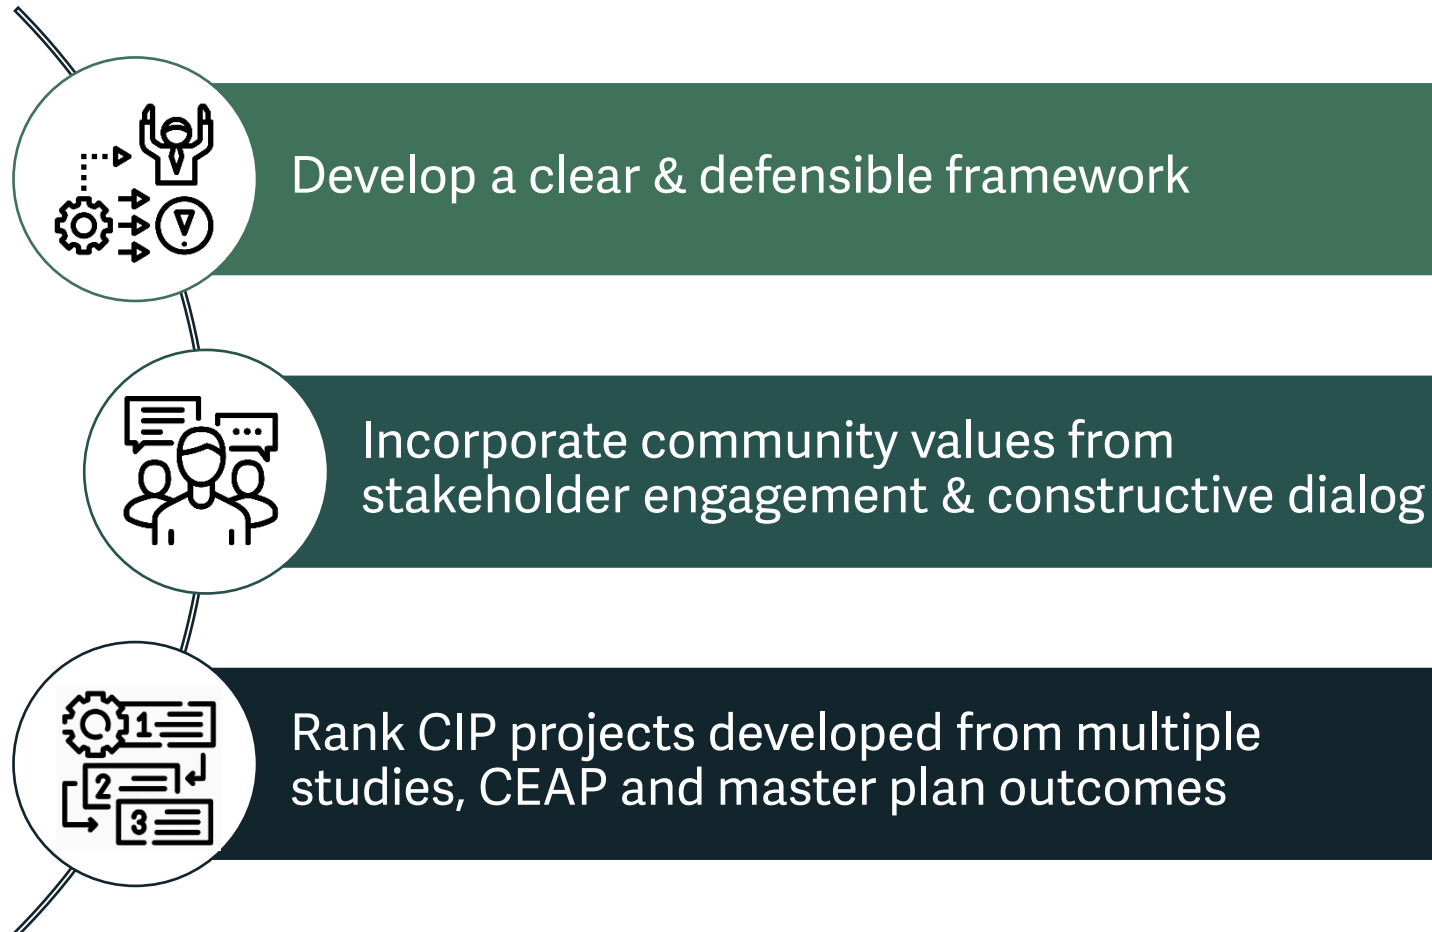 Develop a clear & defensible framework
Incorporate community values from
stakeholder engagement & constructive dialog
1
2
3
Rank CIP projects developed from multiple
studies, CEAP and master plan outcomes